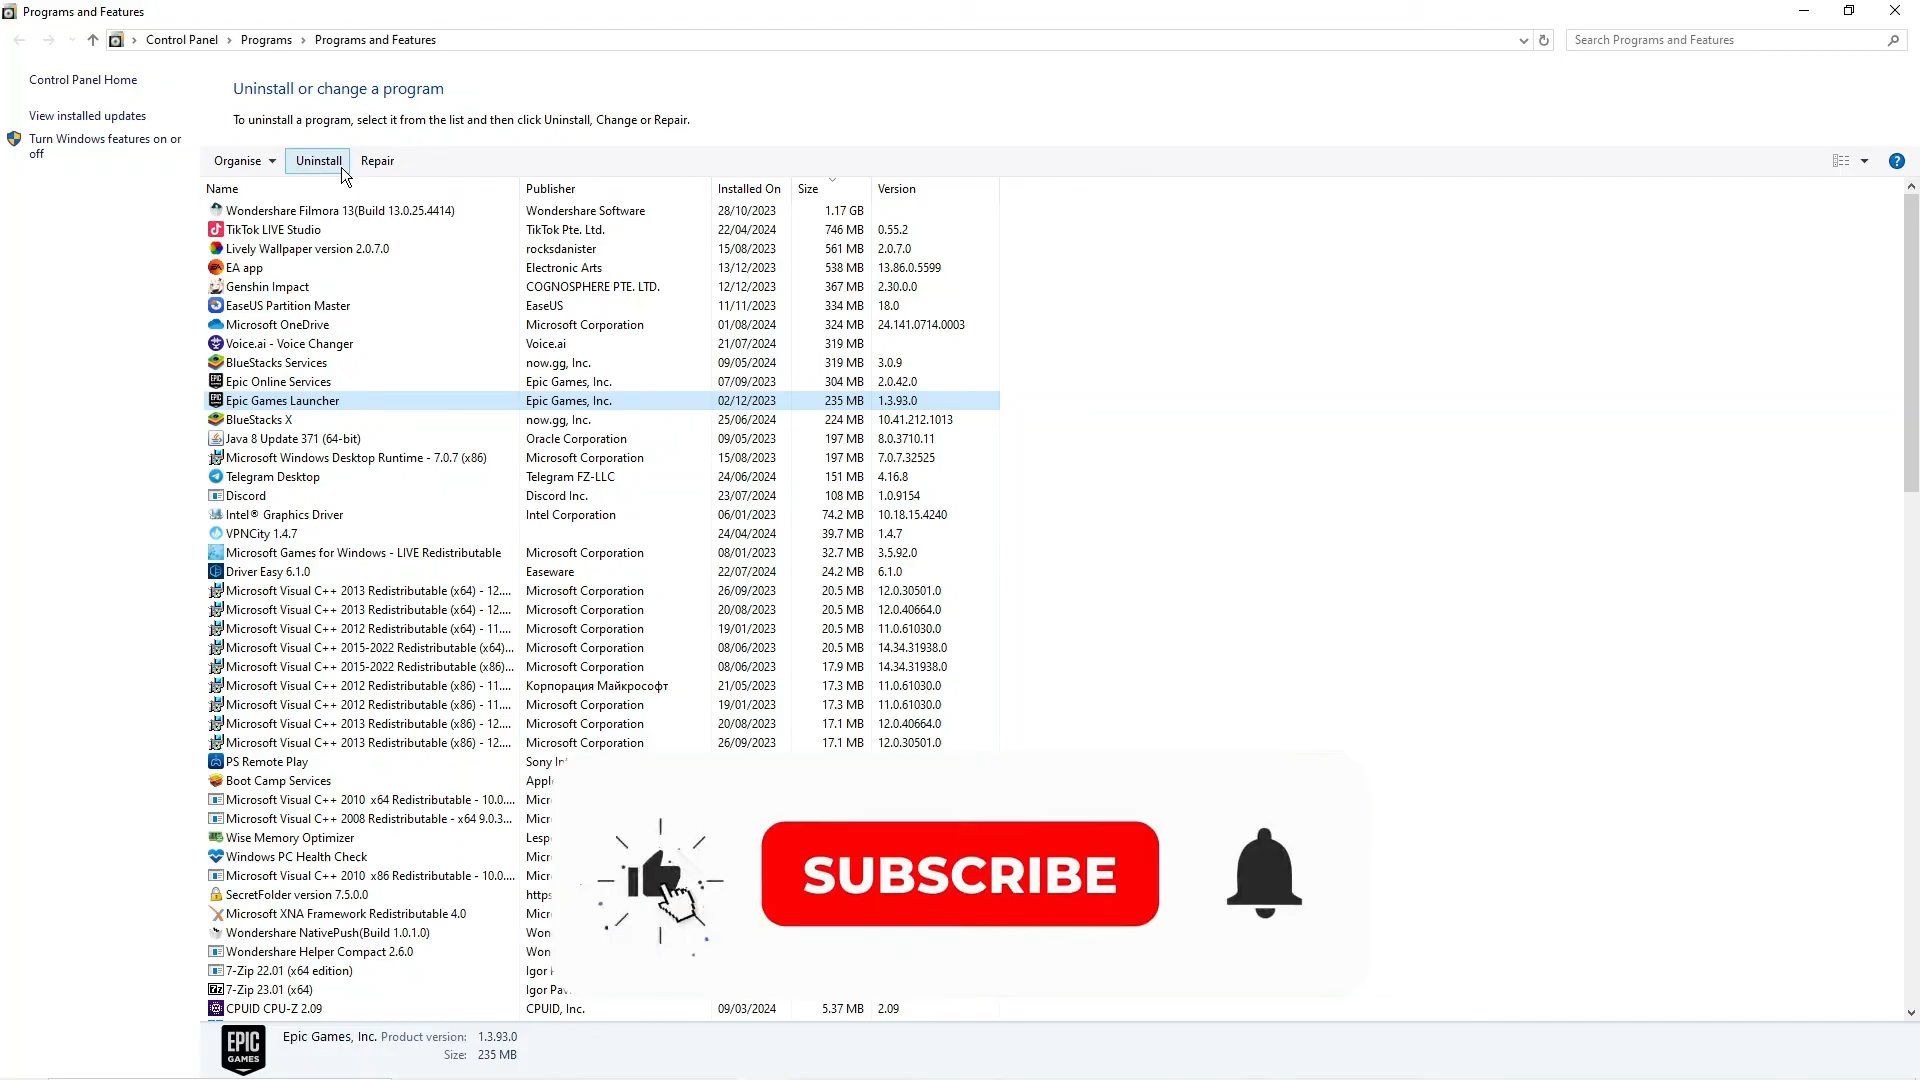 Programs and Features
Control Panel > Programs > Programs and Features
Search Programs and Features
Control Panel Home
View installed updates
Turn Windows features on or
off
Uninstall or change a program
To uninstall a program, select it from the list and then click Uninstall, Change or Repair.
Organise Uninstall Repair
Name Publisher Installed On Size Version
Wondershare Filmora 13(Build 13.0.25.4414) Wondershare Software 28/10/2023 1.17 GB
TikTok LIVE Studio TikTok Pte. Ltd. 22/04/2024 746 MB 0.55.2
Lively Wallpaper version 2.0.7.0 rocksdanister 15/08/2023 561 MB 2.0.7.0
EA app Electronic Arts 13/12/2023 538 MB 13.86.0.5599
Genshin Impact COGNOSPHERE PTE. LTD. 12/12/2023 367 MB 2.30.0.0
EaseUS Partition Master EaseUS 11/11/2023 334 MB 18.0
Microsoft OneDrive Microsoft Corporation 01/08/2024 324 MB 24.141.0714.0003
Voice.ai - Voice Changer Voice.ai 21/07/2024 319 MB
BlueStacks Services now.gg, Inc. 09/05/2024 319 MB 3.0.9
Epic Online Services Epic Games, Inc. 07/09/2023 304 MB 2.0.42.0
Epic Games Launcher Epic Games, Inc. 02/12/2023 235 MB 1.3.93.0
BlueStacks X now.gg, Inc. 25/06/2024 224 MB 10.41.212.1013
Java 8 Update 371 (64-bit) Oracle Corporation 09/05/2023 197 MB 8.0.3710.11
Microsoft Windows Desktop Runtime - 7.0.7 (x86) Microsoft Corporation 15/08/2023 197 MB 7.0.7.32525
Telegram Desktop Telegram FZ-LLC 24/06/2024 151 MB 4.16.8
Discord Discord Inc. 23/07/2024 108 MB 1.0.9154
Intel® Graphics Driver Intel Corporation 06/01/2023 74.2 MB 10.18.15.4240
VPNCity 1.4.7 24/04/2024 39.7 MB 1.4.7
Microsoft Games for Windows - LIVE Redistributable Microsoft Corporation 08/01/2023 32.7 MB 3.5.92.0
Driver Easy 6.1.0 Easeware 22/07/2024 24.2 MB 6.1.0
Microsoft Visual C++ 2013 Redistributable (x64) - 12.... Microsoft Corporation 26/09/2023 20.5 MB 12.0.30501.0
Microsoft Visual C++ 2013 Redistributable (x64) - 12.... Microsoft Corporation 20/08/2023 20.5 MB 12.0.40664.0
Microsoft Visual C++ 2012 Redistributable (x64) - 11.... Microsoft Corporation 19/01/2023 20.5 MB 11.0.61030.0
Microsoft Visual C++ 2015-2022 Redistributable (x64)... Microsoft Corporation 08/06/2023 20.5 MB 14.34.31938.0
Microsoft Visual C++ 2015-2022 Redistributable (x86)... Microsoft Corporation 08/06/2023 17.9 MB 14.34.31938.0
Microsoft Visual C++ 2012 Redistributable (x86) - 11.... Корпорация Майкрософт 21/05/2023 17.3 MB 11.0.61030.0
Microsoft Visual C++ 2012 Redistributable (x86) - 11.... Microsoft Corporation 19/01/2023 17.3 MB 11.0.61030.0
Microsoft Visual C++ 2013 Redistributable (x86) - 12.... Microsoft Corporation 20/08/2023 17.1 MB 12.0.40664.0
Microsoft Visual C++ 2013 Redistributable (x86) - 12.... Microsoft Corporation 26/09/2023 17.1 MB 12.0.30501.0
PS Remote Play Sony In
Boot Camp Services Appl
Microsoft Visual C++ 2010 x64 Redistributable - 10.0.... Micr
Microsoft Visual C++ 2008 Redistributable - x64 9.0.3... Micr
Wise Memory Optimizer Lesp
Windows PC Health Check Micr
Microsoft Visual C++ 2010 x86 Redistributable - 10.0.... Micr
SecretFolder version 7.5.0.0 https
Microsoft XNA Framework Redistributable 4.0 Micr
Wondershare NativePush(Build 1.0.1.0) Won
Wondershare Helper Compact 2.6.0 Won
7-Zip 22.01 (x64 edition) Igor
7-Zip 23.01 (x64) Igor Pav
CPUID CPU-Z 2.09 CPUID, Inc. 09/03/2024 5.37 MB 2.09
SUBSCRIBE
EPIC
GAMES
Epic Games, Inc. Product version: 1.3.93.0
Size: 235 MB